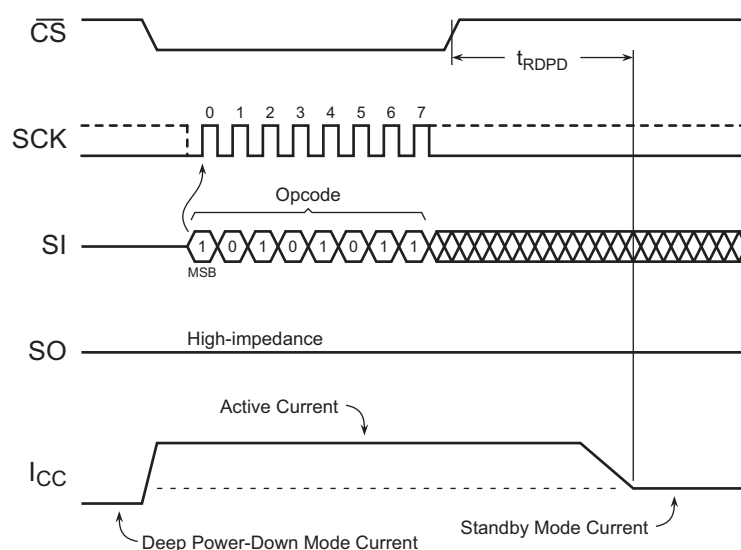 CS
tRDPD
0 1 2 3 4 5 6 7
SCK
Opcode
SI
1 0 1 0 1 0 1 1
MSB
High-impedance
SO
Active Current
ICC
Standby Mode Current
Deep Power-Down Mode Current